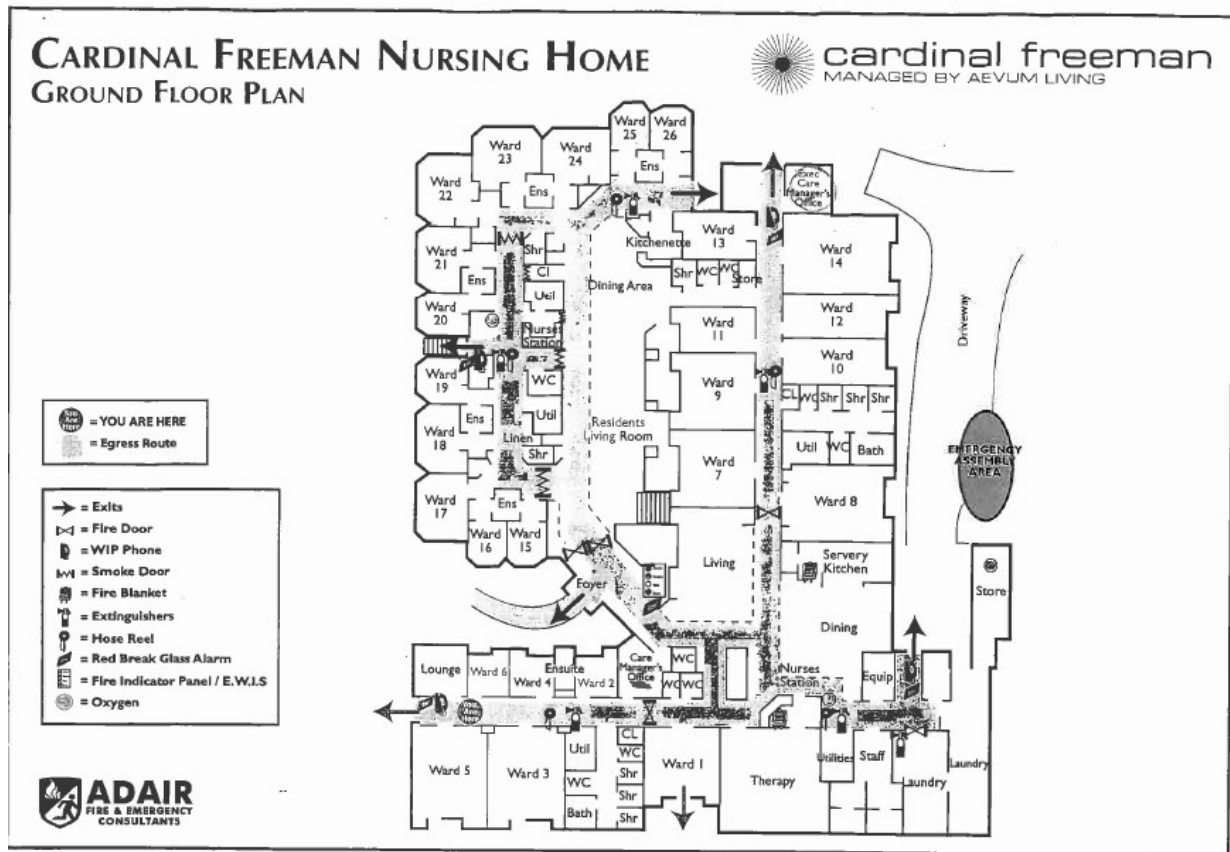 CARDINAL FREEMAN NURSING HOME
GROUND FLOOR PLAN
cardinal freeman
MANAGED BY AEVUM LIVING
Ward 25
Ward 26
Ens
Ward 23
Ward 24
Ens
Ward 22
Exec Care Manager's Office
Ward 21
Ens
Shr
Cl
Util
Kitchenette
Ward 13
Ward 14
Shr
WC
WC
Store
Dining Area
Ward 20
Nurses Station
Ward 11
Ward 12
Driveway
Ward 19
WC
Ward 10
Ward 9
CL
WC
Shr
Shr
Shr
Ens
Util
Ward 18
Linen
Shr
Residents Living Room
Util
WC
Bath
Ward 7
Ward 8
EMERGENCY ASSEMBLY AREA
Ward 17
Ens
Ward 16
Ward 15
Living
Servery Kitchen
Foyer
Store
Dining
Lounge
Ward 6
Ensuite
Ward 4
Ward 2
Care Manager's Office
WC
WC
WC
Nurses Station
Equip
You Are Here
Ward 5
Ward 3
Util
CL
WC
WC
Shr
Shr
Bath
Shr
Ward 1
Therapy
Utilities
Staff
Laundry
Laundry
You Are Here = YOU ARE HERE
= Egress Route
= Exits
= Fire Door
= WIP Phone
= Smoke Door
= Fire Blanket
= Extinguishers
= Hose Reel
= Red Break Glass Alarm
= Fire Indicator Panel / E.W.I.S
= Oxygen
ADAIR
FIRE & EMERGENCY
CONSULTANTS